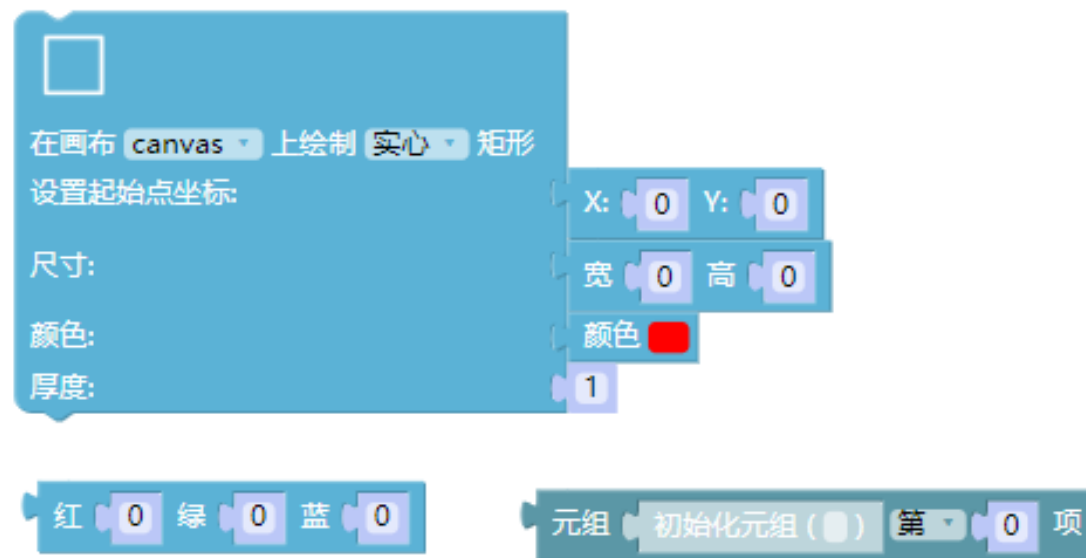 在画布 canvas 上绘制 实心 矩形
设置起始点坐标:
X: 0 Y: 0
尺寸:
宽 0 高 0
颜色:
颜色
厚度:
1
红 0 绿 0 蓝 0
元组 初始化元组 ( ) 第 0 项